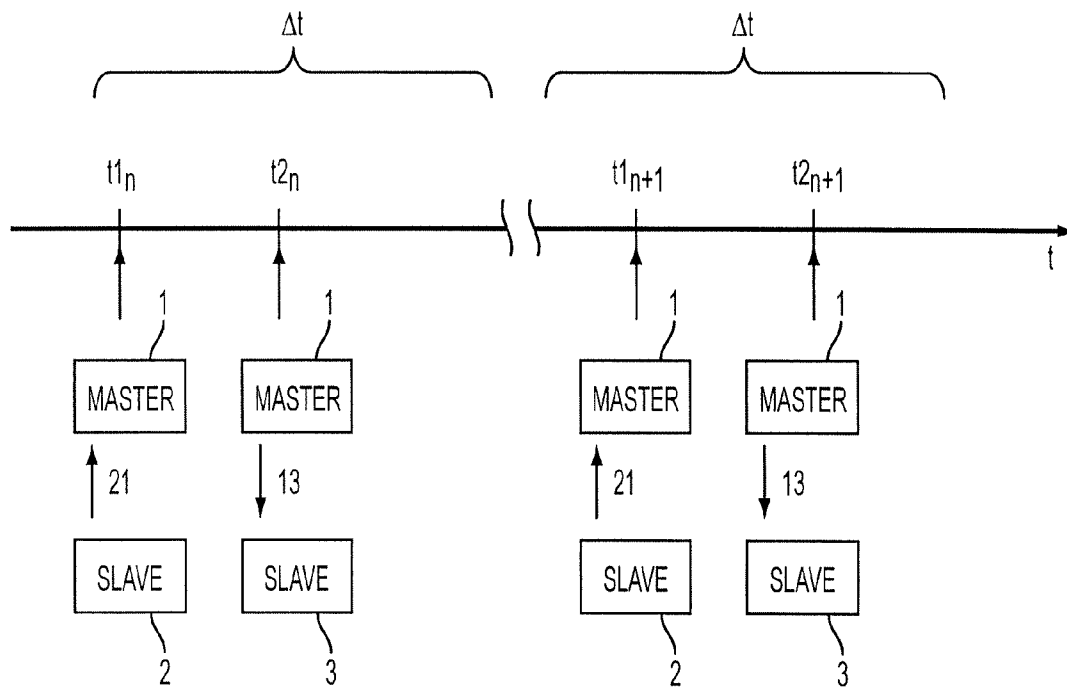 Δt Δt
t1n t2n t1n+1 t2n+1
t
1 1 1 1
MASTER MASTER MASTER MASTER
21 13 21 13
SLAVE SLAVE SLAVE SLAVE
2 3 2 3